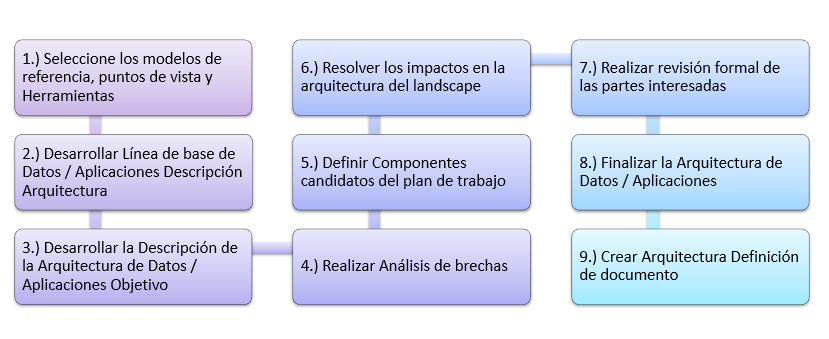 1.) Seleccione los modelos de
referencia, puntos de vista y
Herramientas
2.) Desarrollar Línea de base de
Datos / Aplicaciones Descripción
Arquitectura
3.) Desarrollar la Descripción de
la Arquitectura de Datos /
Aplicaciones Objetivo
4.) Realizar Análisis de brechas
5.) Definir Componentes
candidatos del plan de trabajo
6.) Resolver los impactos en la
arquitectura del landscape
7.) Realizar revisión formal de
las partes interesadas
8.) Finalizar la Arquitectura de
Datos / Aplicaciones
9.) Crear Arquitectura Definición
de documento